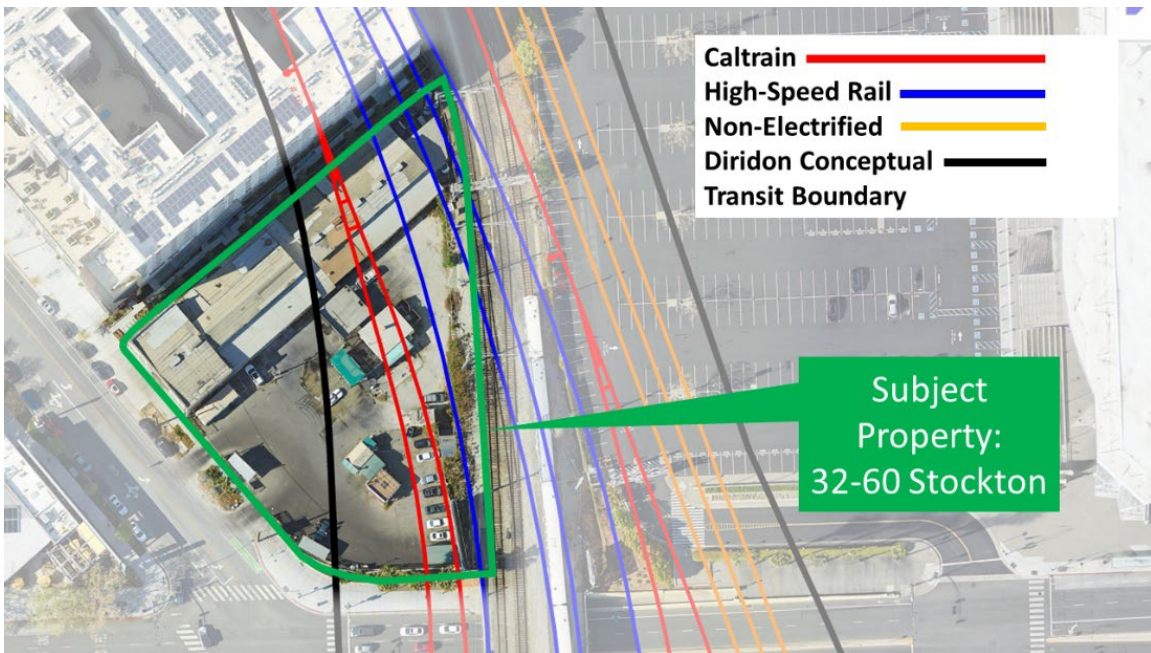 Caltrain
High-Speed Rail
Non-Electrified
Diridon Conceptual
Transit Boundary
Subject
Property:
32-60 Stockton